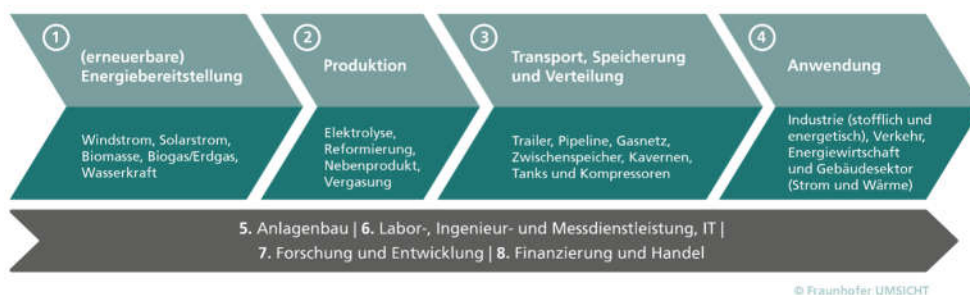 1
(erneuerbare)
Energiebereitstellung
Windstrom, Solarstrom,
Biomasse, Biogas/Erdgas,
Wasserkraft
2
Produktion
Elektrolyse,
Reformierung,
Nebenprodukt,
Vergasung
3
Transport, Speicherung
und Verteilung
Trailer, Pipeline, Gasnetz,
Zwischenspeicher, Kavernen,
Tanks und Kompressoren
4
Anwendung
Industrie (stofflich und
energetisch), Verkehr,
Energiewirtschaft
und Gebäudesektor
(Strom und Wärme)
5. Anlagenbau | 6. Labor-, Ingenieur- und Messdienstleistung, IT |
7. Forschung und Entwicklung | 8. Finanzierung und Handel
© Fraunhofer UMSICHT